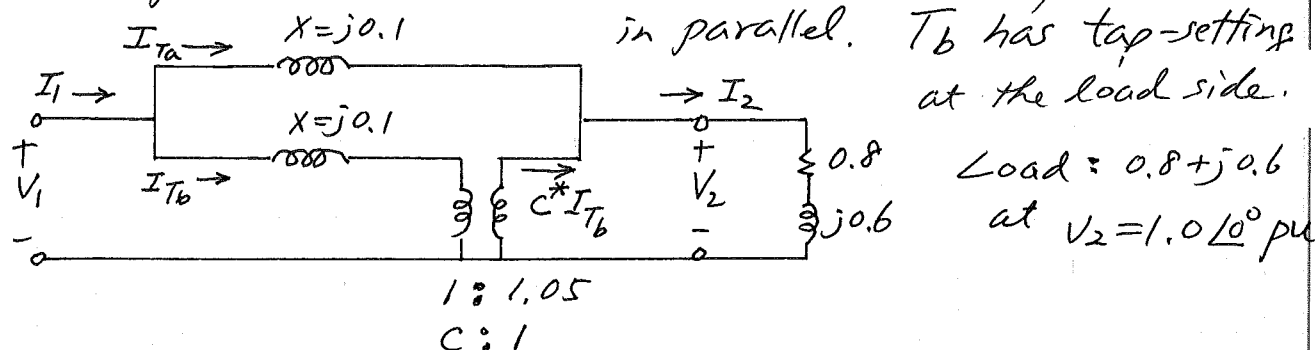 in parallel. Tb has tap-setting
at the load side.
I_Ta → X=j0.1
I_1 → → I_2
X=j0.1
+ + 0.8 Load : 0.8+j0.6
V_1 I_Tb → C*I_Tb V_2 j0.6 at V_2=1.0∠0° pu
- -
1 : 1.05
C : 1